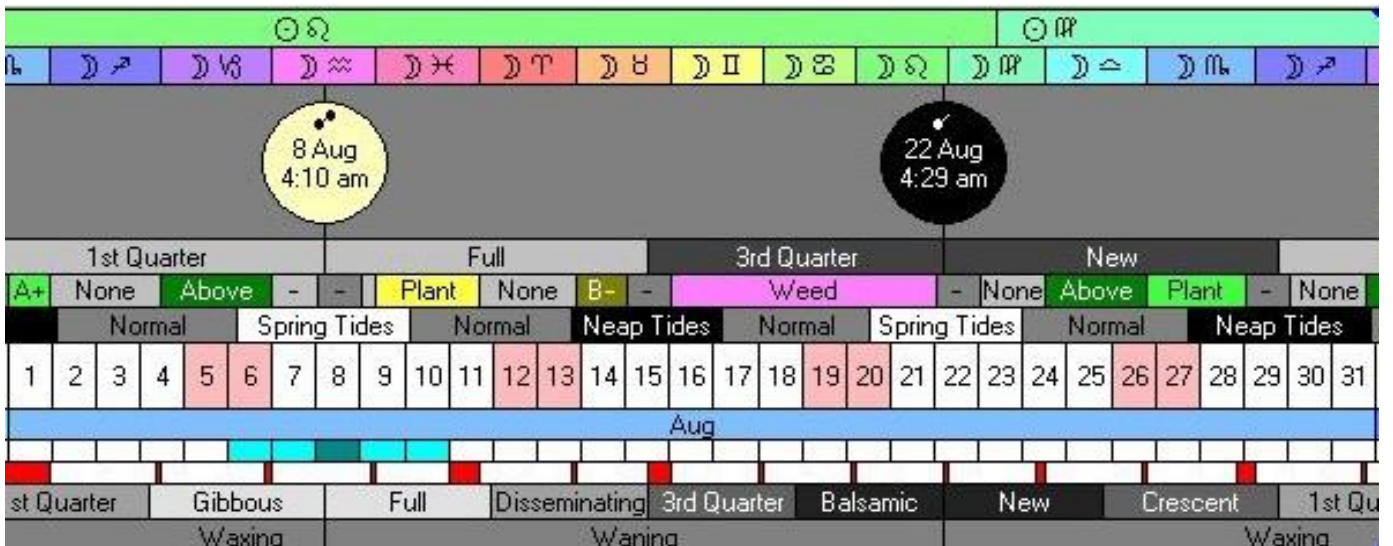 ☉ ♌ ☉ ♍
♏ ☽ ♐ ☽ ♑ ☽ ♒ ☽ ♓ ☽ ♈ ☽ ♉ ☽ ♊ ☽ ♋ ☽ ♌ ☽ ♍ ☽ ♎ ☽ ♏ ☽ ♐
8 Aug
4:10 am
22 Aug
4:29 am
1st Quarter Full 3rd Quarter New
A+ None Above - - Plant None B- - Weed - None Above Plant - None
Normal Spring Tides Normal Neap Tides Normal Spring Tides Normal Neap Tides
1 2 3 4 5 6 7 8 9 10 11 12 13 14 15 16 17 18 19 20 21 22 23 24 25 26 27 28 29 30 31
Aug
st Quarter Gibbous Full Disseminating 3rd Quarter Balsamic New Crescent 1st Qu
Waxing Waning Waxing